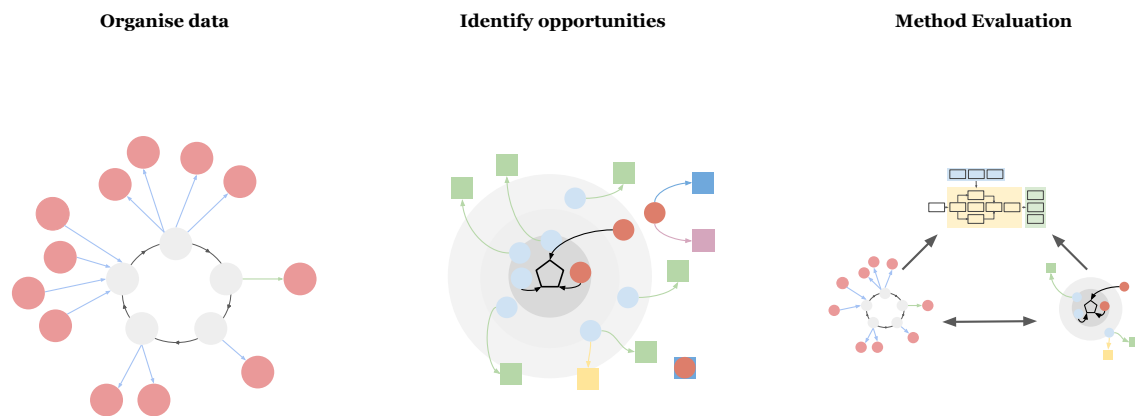 Organise data
Identify opportunities
Method Evaluation